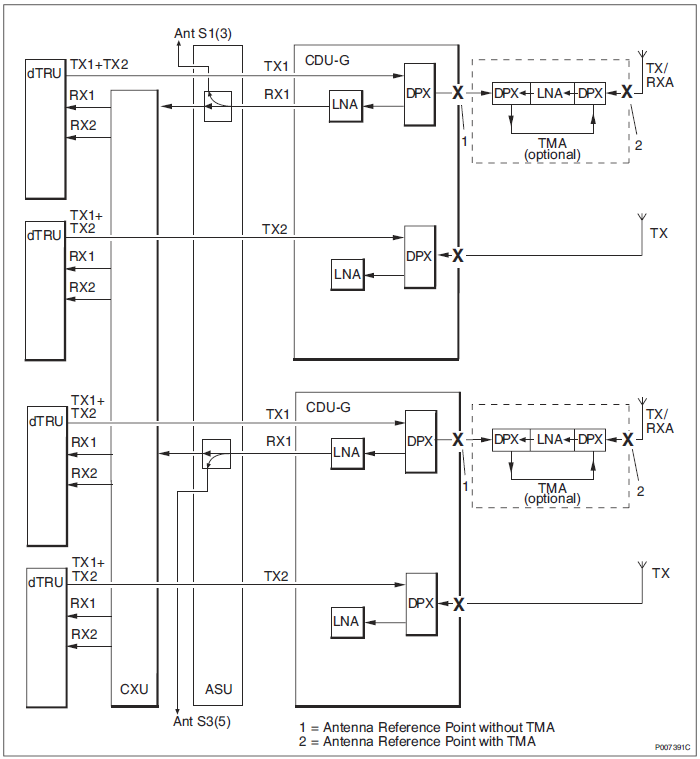 Ant S1(3)
dTRU
TX1+TX2
RX1
RX2
TX1
RX1
CDU-G
LNA
DPX
X
1
DPX
LNA
DPX
TMA
(optional)
X
2
TX/
RXA
dTRU
TX1+
TX2
RX1
RX2
TX2
DPX
LNA
X
TX
dTRU
TX1+
TX2
RX1
RX2
TX1
RX1
CDU-G
LNA
DPX
X
1
DPX
LNA
DPX
TMA
(optional)
X
2
TX/
RXA
dTRU
TX1+
TX2
RX1
RX2
TX2
DPX
LNA
X
TX
CXU
ASU
Ant S3(5)
1 = Antenna Reference Point without TMA
2 = Antenna Reference Point with TMA
P007391C